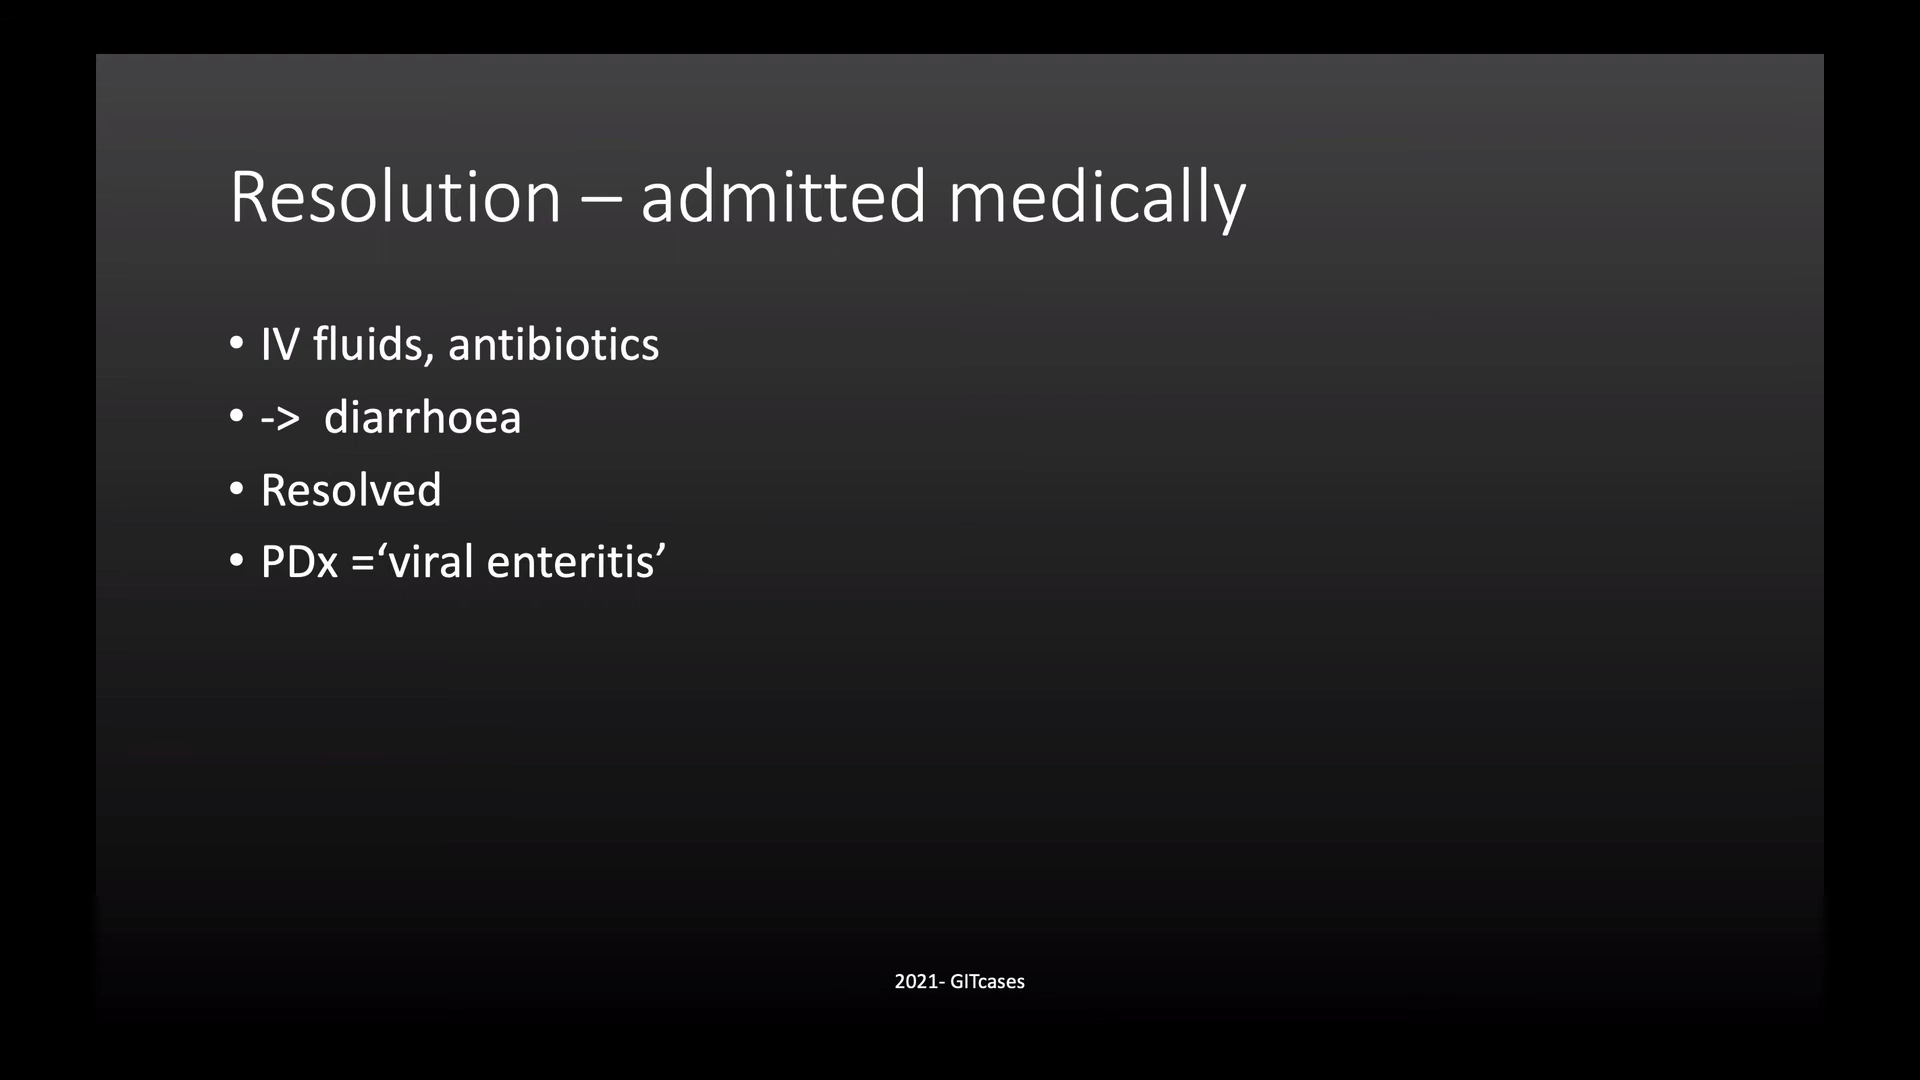 Resolution – admitted medically
• IV fluids, antibiotics
• -> diarrhoea
• Resolved
• PDx =‘viral enteritis’
2021- GITcases